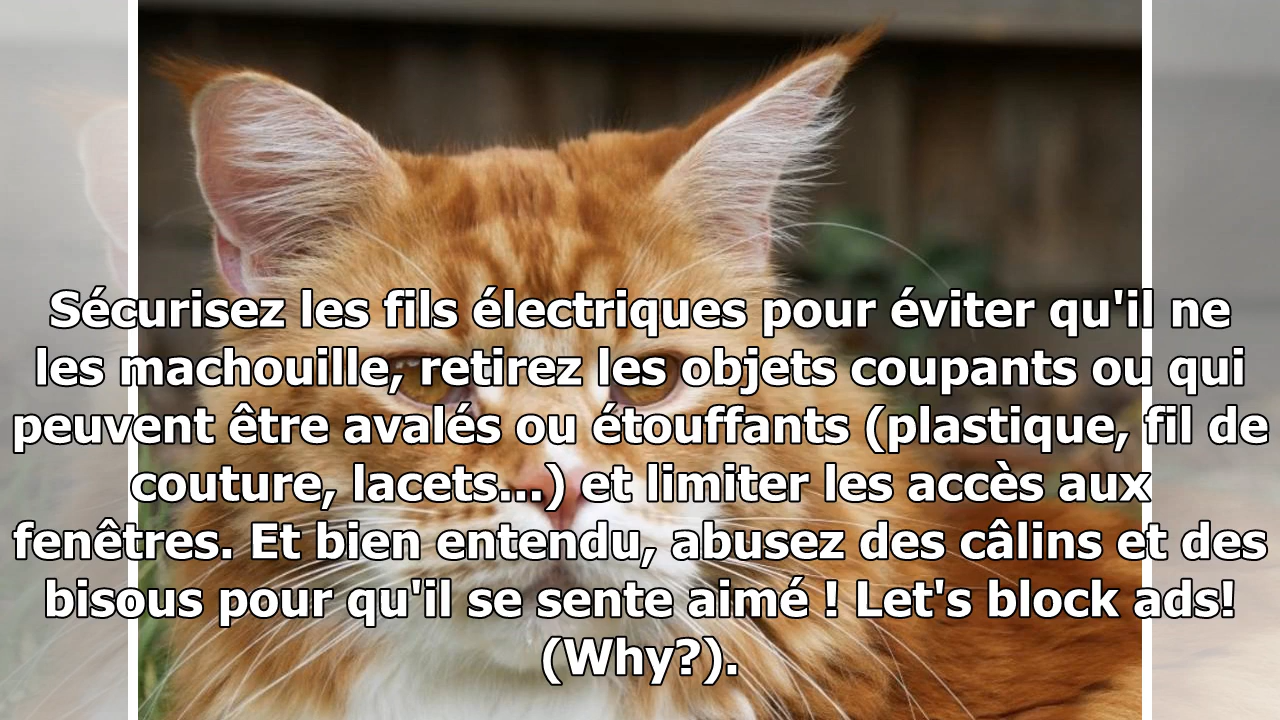 Sécurisez les fils électriques pour éviter qu'il ne
les machouille, retirez les objets coupants ou qui
peuvent être avalés ou étouffants (plastique, fil de
couture, lacets...) et limiter les accès aux
fenêtres. Et bien entendu, abusez des câlins et des
bisous pour qu'il se sente aimé ! Let's block ads!
(Why?).